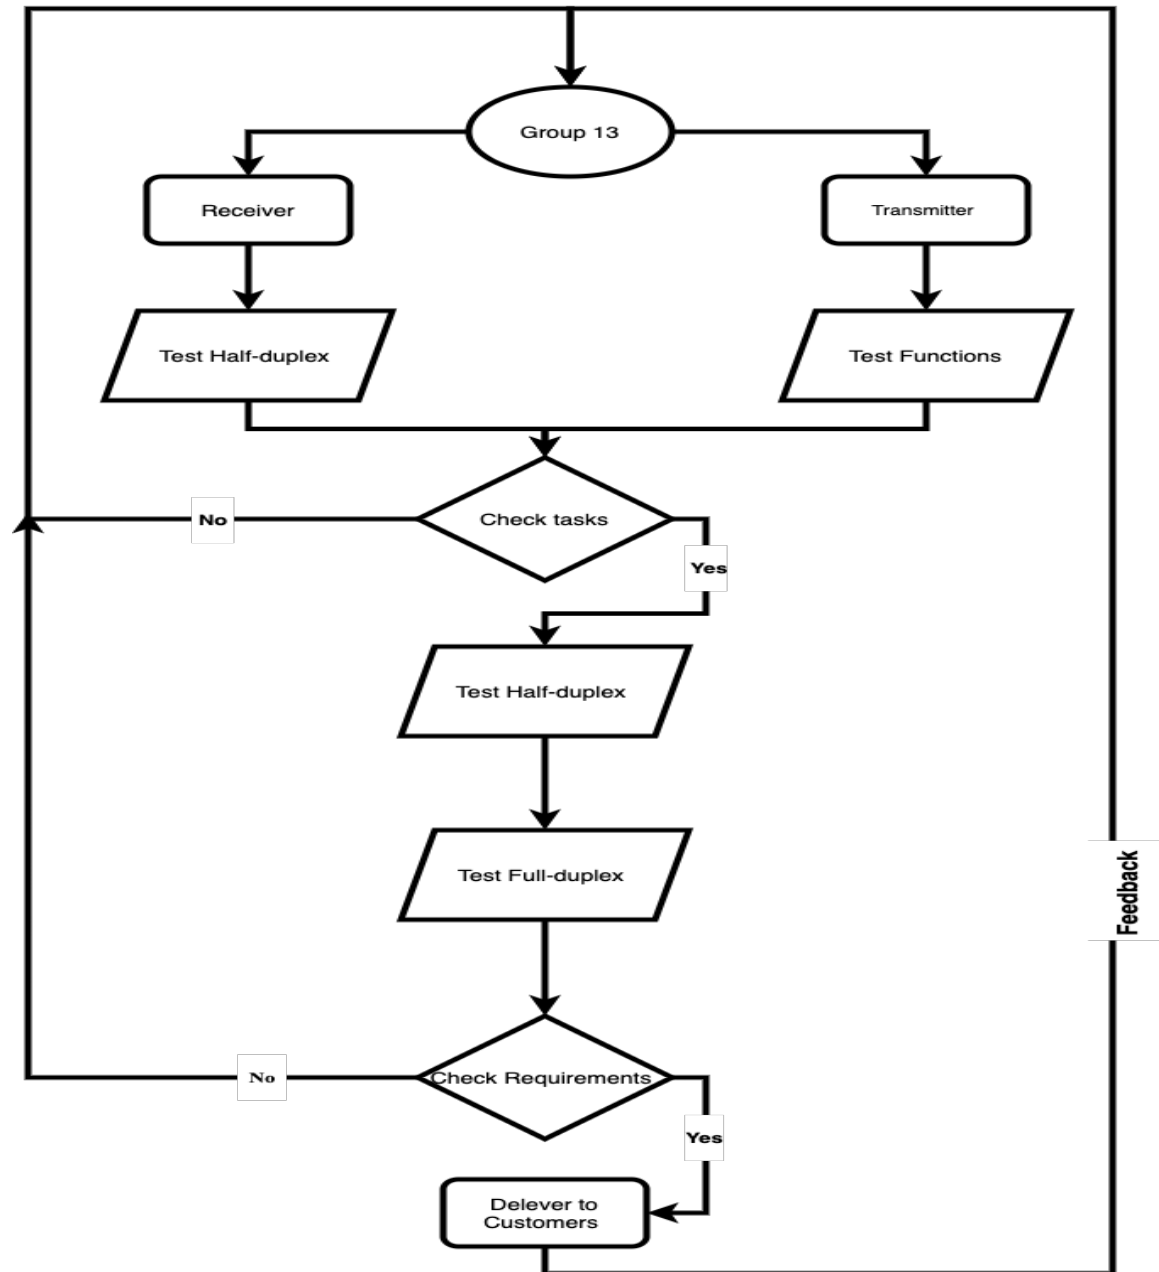 Group 13
Receiver
Transmitter
Test Half-duplex
Test Functions
Check tasks
No
Yes
Test Half-duplex
Test Full-duplex
Feedback
Check Requirements
No
Yes
Delever to
Customers